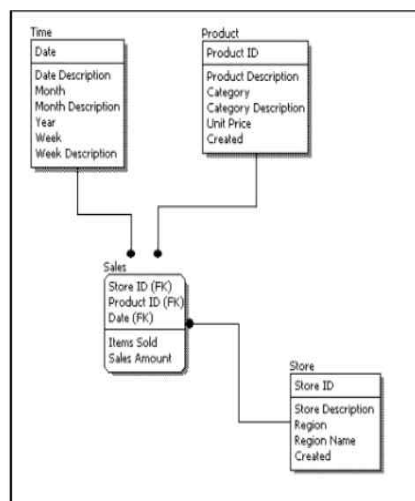 Time
Date
Date Description
Month
Month Description
Year
Week
Week Description
Product
Product ID
Product Description
Category
Category Description
Unit Price
Created
Sales
Store ID (FK)
Product ID (FK)
Date (FK)
Items Sold
Sales Amount
Store
Store ID
Store Description
Region
Region Name
Created